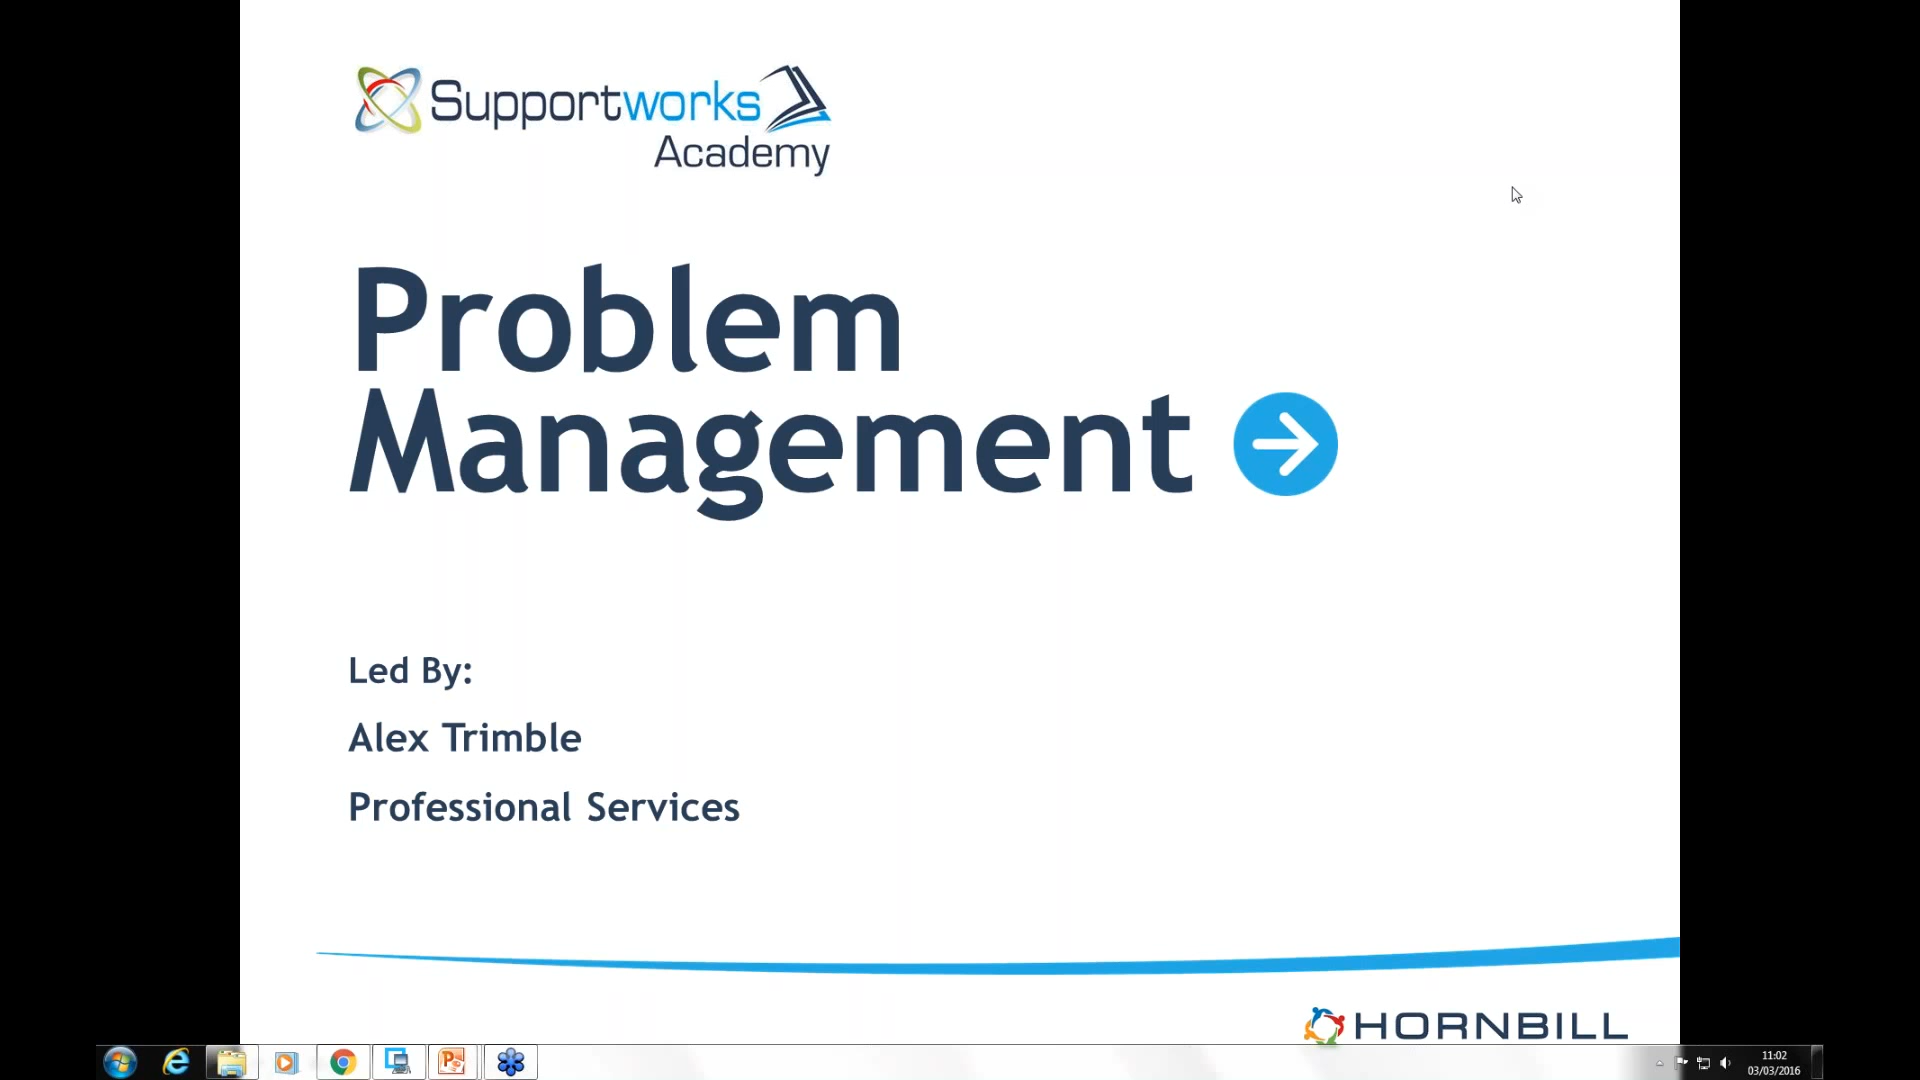 Supportworks
Academy
Problem
Management
Led By:
Alex Trimble
Professional Services
HORNBILL
11:02
03/03/2016